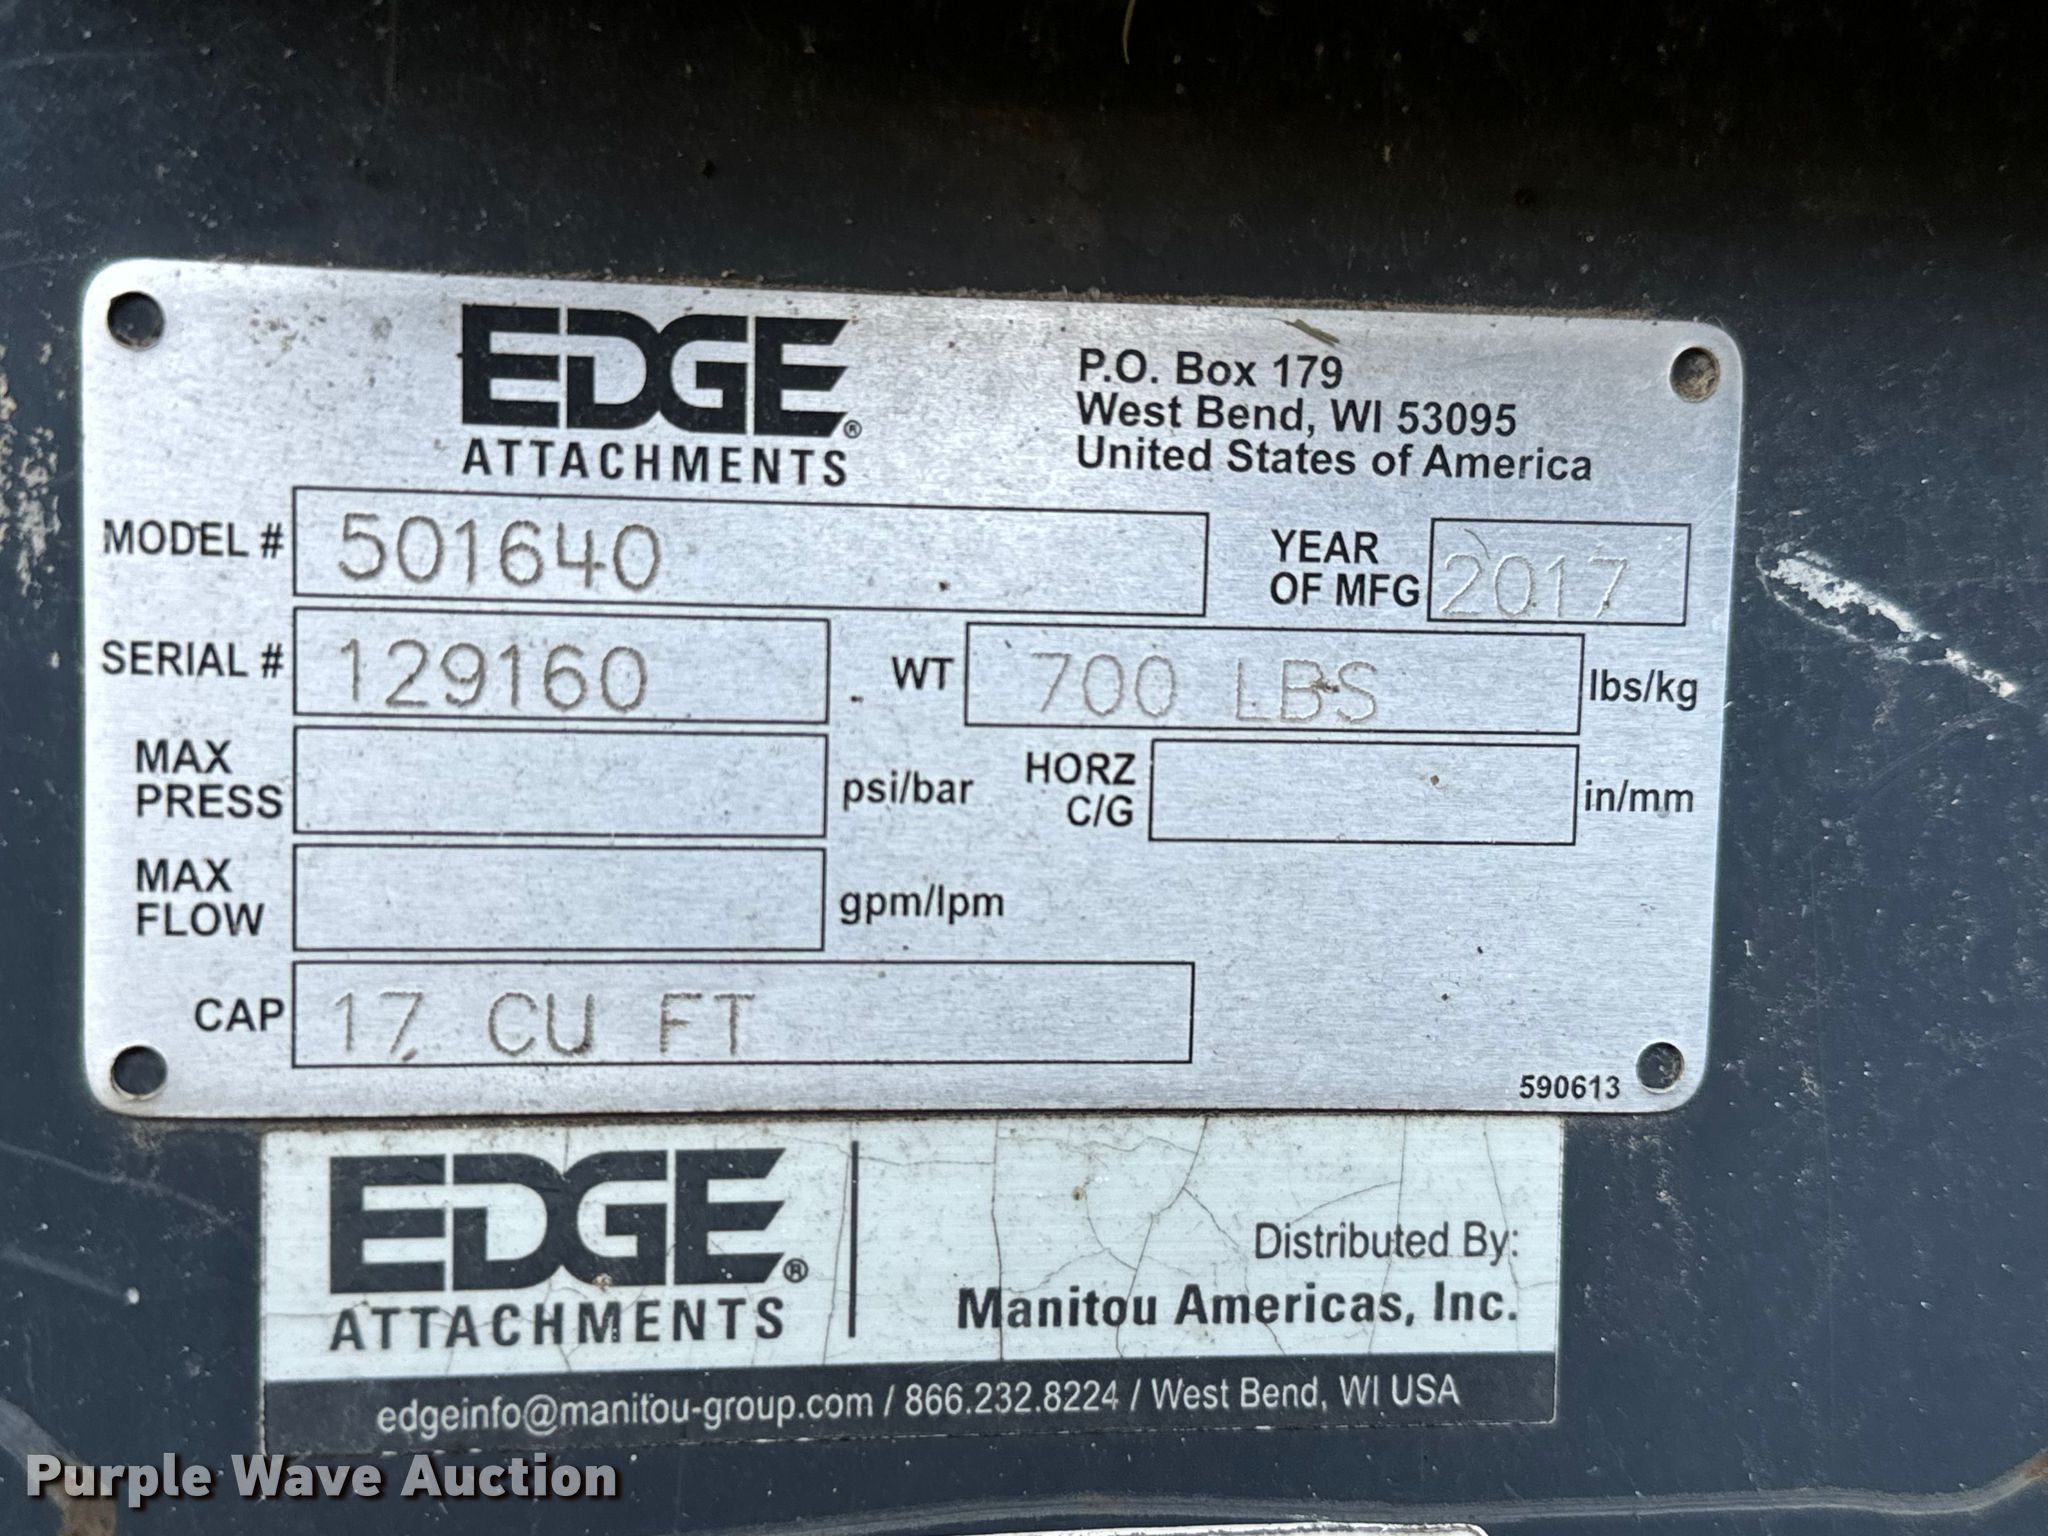 EDGE®
ATTACHMENTS
P.O. Box 179
West Bend, WI 53095
United States of America
MODEL # 501640
YEAR OF MFG 2017
SERIAL # 129160
WT 700 LBS lbs/kg
MAX PRESS psi/bar
HORZ C/G in/mm
MAX FLOW gpm/lpm
CAP 17 CU FT
590613
EDGE®
ATTACHMENTS
Distributed By:
Manitou Americas, Inc.
edgeinfo@manitou-group.com / 866.232.8224 / West Bend, WI USA
Purple Wave Auction